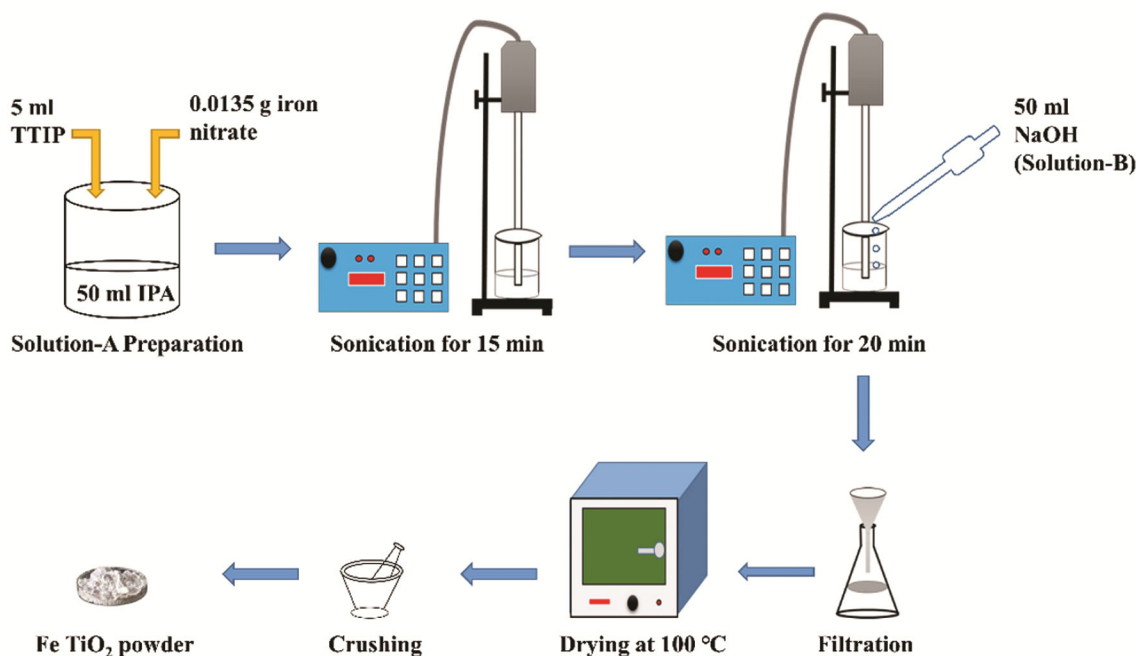 5 ml
TTIP
0.0135 g iron
nitrate
50 ml IPA
Solution-A Preparation
Sonication for 15 min
50 ml
NaOH
(Solution-B)
Sonication for 20 min
Fe TiO₂ powder
Crushing
Drying at 100 °C
Filtration